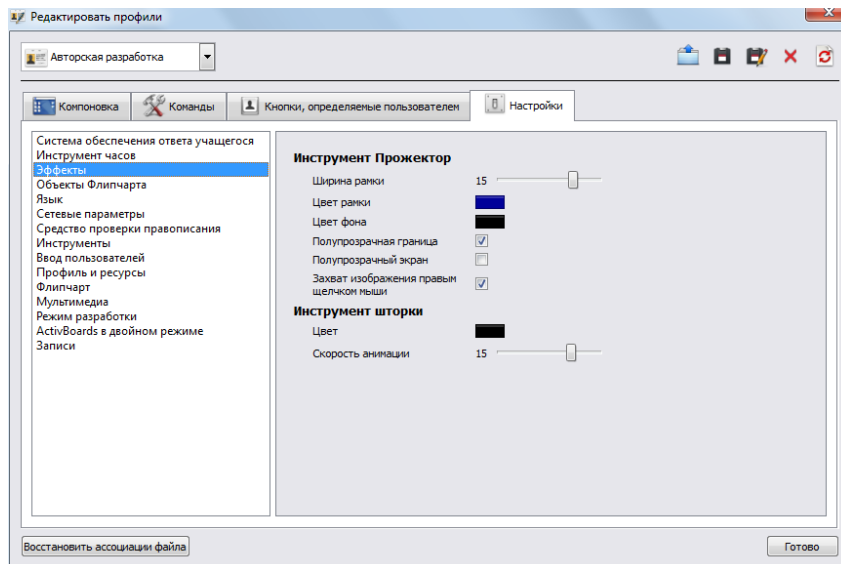 Редактировать профили
Авторская разработка
Компоновка
Команды
Кнопки, определяемые пользователем
Настройки
Система обеспечения ответа учащегося
Инструмент часов
Эффекты
Объекты Флипчарта
Язык
Сетевые параметры
Средство проверки правописания
Инструменты
Ввод пользователей
Профиль и ресурсы
Флипчарт
Мультимедиа
Режим разработки
ActivBoards в двойном режиме
Записи
Инструмент Прожектор
Ширина рамки 15
Цвет рамки
Цвет фона
Полупрозрачная граница
Полупрозрачный экран
Захват изображения правым
щелчком мыши
Инструмент шторки
Цвет
Скорость анимации 15
Восстановить ассоциации файла
Готово